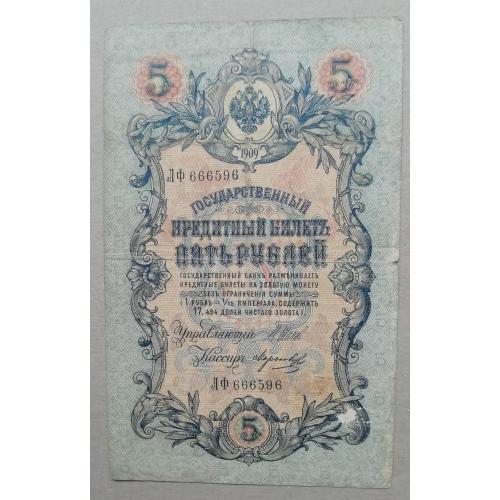 5 5
1909
ЛФ 666596
ГОСУДАРСТВЕННЫЙ
КРЕДИТНЫЙ БИЛЕТЪ
ПЯТЬ РУБЛЕЙ
ГОСУДАРСТВЕННЫЙ БАНКЪ РАЗМѢНИВАЕТЪ
КРЕДИТНЫЕ БИЛЕТЫ НА ЗОЛОТУЮ МОНЕТУ
БЕЗЪ ОГРАНИЧЕНІЯ СУММЫ
(1 РУБЛЬ = 1/15 ИМПЕРІАЛА, СОДЕРЖИТЪ
17,424 ДОЛЕЙ ЧИСТАГО ЗОЛОТА).
Управляющій
Кассиръ
ЛФ 666596
5